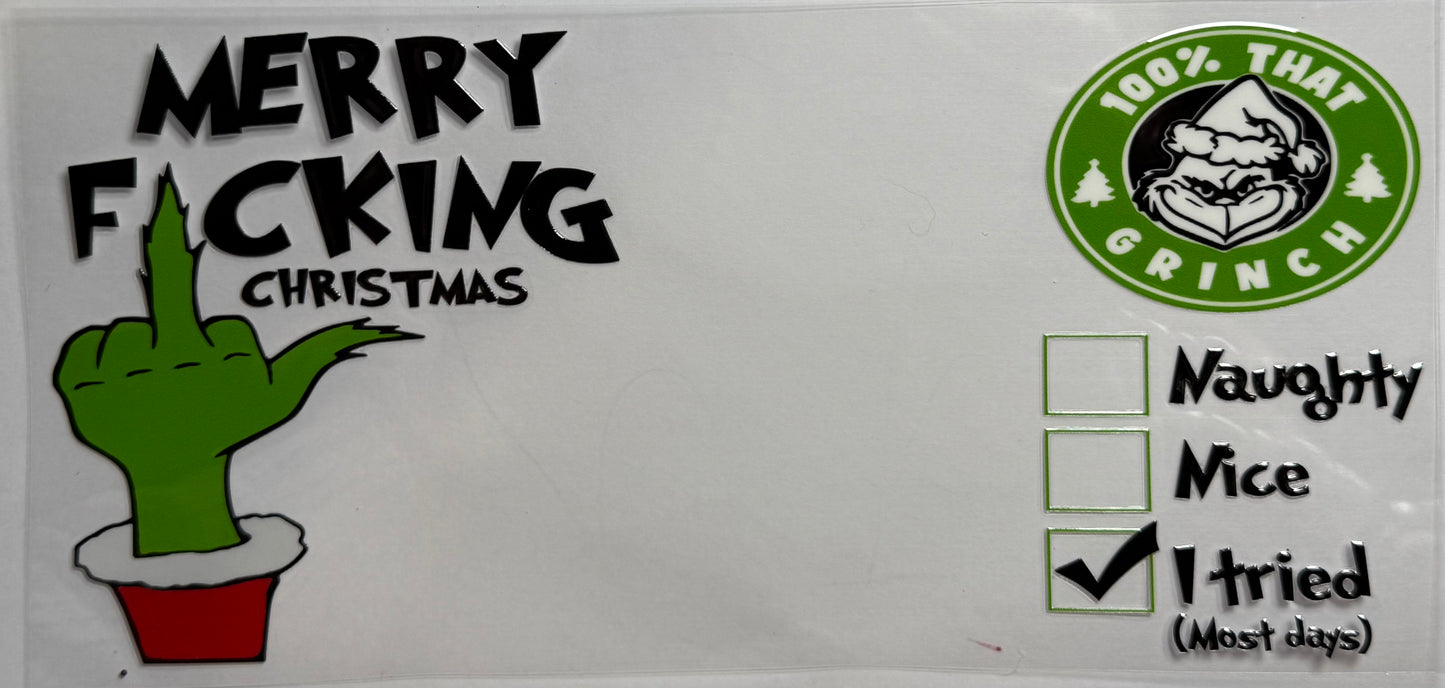 MERRY
F CKING
CHRISTMAS
100% THAT
GRINCH
Naughty
Nice
I tried
(Most days)